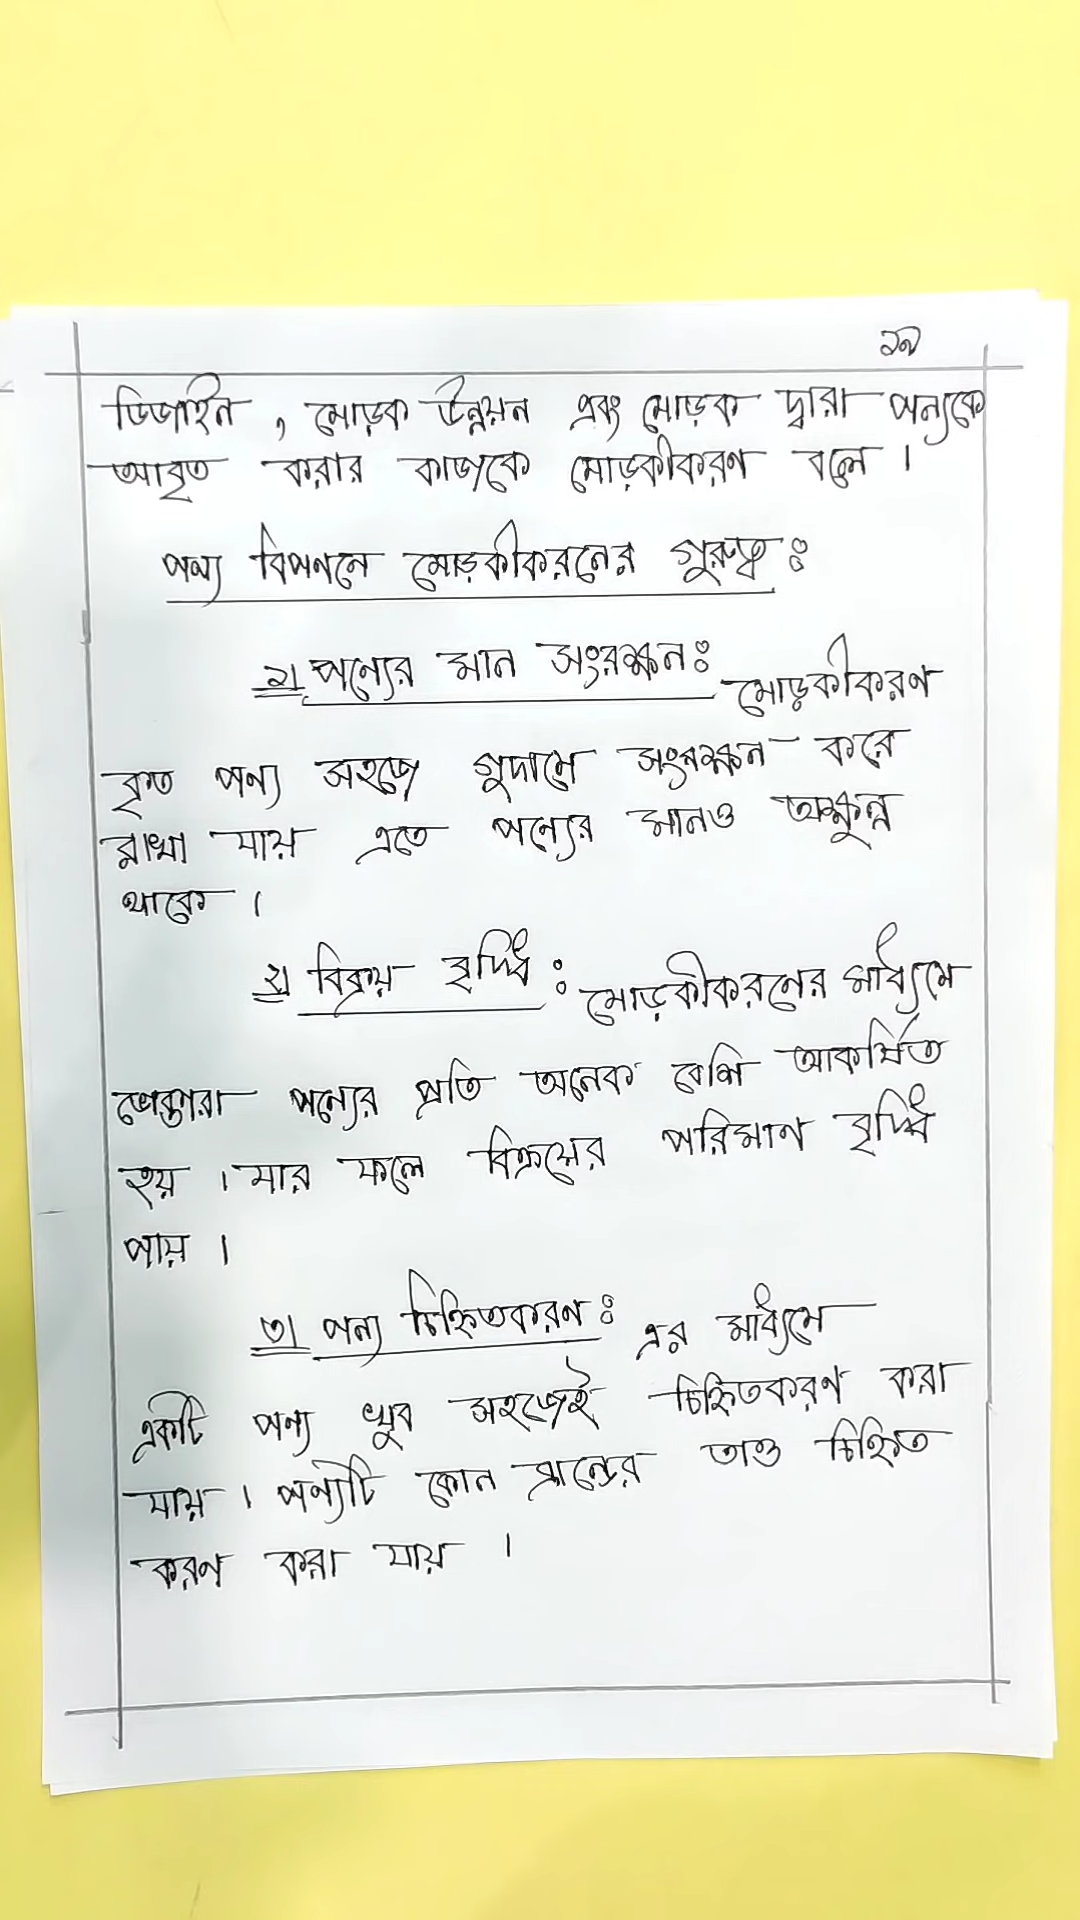 ১৯
ডিজাইন , মোড়ক উন্নয়ন এবং মোড়ক দ্বারা পন্যকে
আবৃত করার কাজকে মোড়কীকরণ বলে ।
পন্য বিপননে মোড়কীকরনের গুরুত্ব ঃ
১। পন্যের মান সংরক্ষন ঃ মোড়কীকরণ
কৃত পন্য সহজে গুদামে সংরক্ষন করে
রাখা যায় এতে পন্যের মানও অক্ষুন্ন
থাকে ।
২। বিক্রয় বৃদ্ধি ঃ মোড়কীকরনের মাধ্যমে
ভোক্তারা পন্যের প্রতি অনেক বেশি আকর্ষিত
হয় । যার ফলে বিক্রয়ের পরিমান বৃদ্ধি
পায় ।
৩। পন্য চিহ্নিতকরণ ঃ এর মাধ্যমে
একটি পন্য খুব সহজেই চিহ্নিতকরণ করা
যায় । পন্যটি কোন ব্রান্ডের তাও চিহ্নিত
করণ করা যায় ।